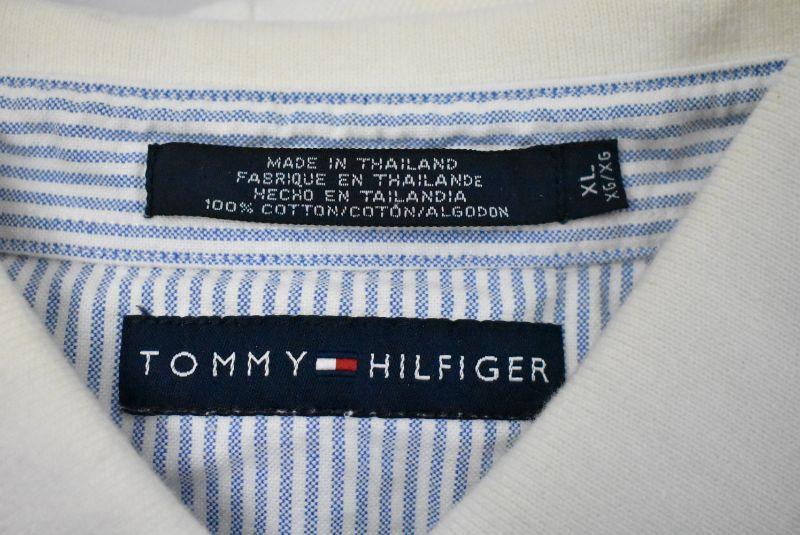 MADE IN THAILAND
FABRIQUE EN THAILANDE
HECHO EN TAILANDIA
100% COTTON/COTÓN/ALGODON
XL
XG/XG
TOMMY HILFIGER